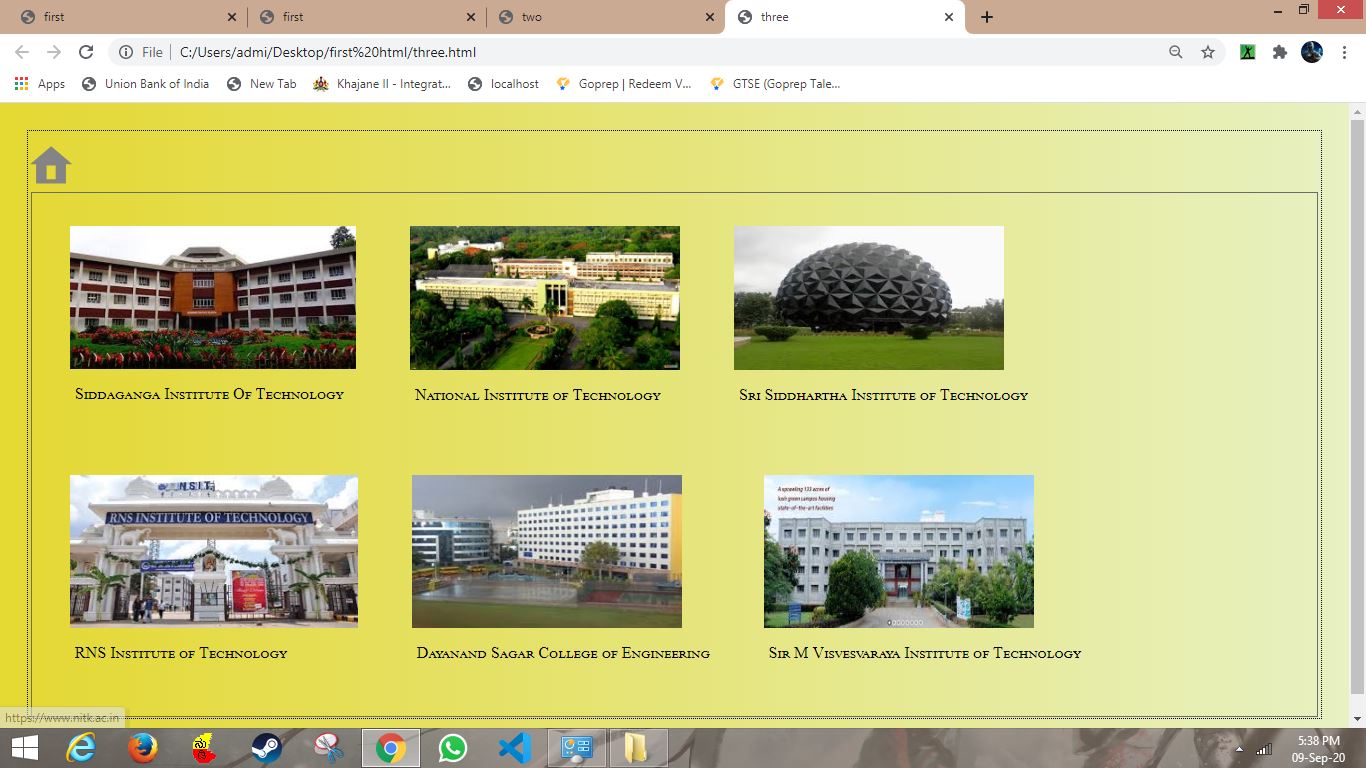 first
first
two
three
File
C:/Users/admi/Desktop/first%20html/three.html
Apps
Union Bank of India
New Tab
Khajane II - Integrat...
localhost
Goprep | Redeem V...
GTSE (Goprep Tale...
Siddaganga Institute Of Technology
National Institute of Technology
Sri Siddhartha Institute of Technology
RNS INSTITUTE OF TECHNOLOGY
A sprawling 133 acres of
lush green campus housing
state-of-the-art facilities
RNS Institute of Technology
Dayanand Sagar College of Engineering
Sir M Visvesvaraya Institute of Technology
https://www.nitk.ac.in
5:38 PM
09-Sep-20